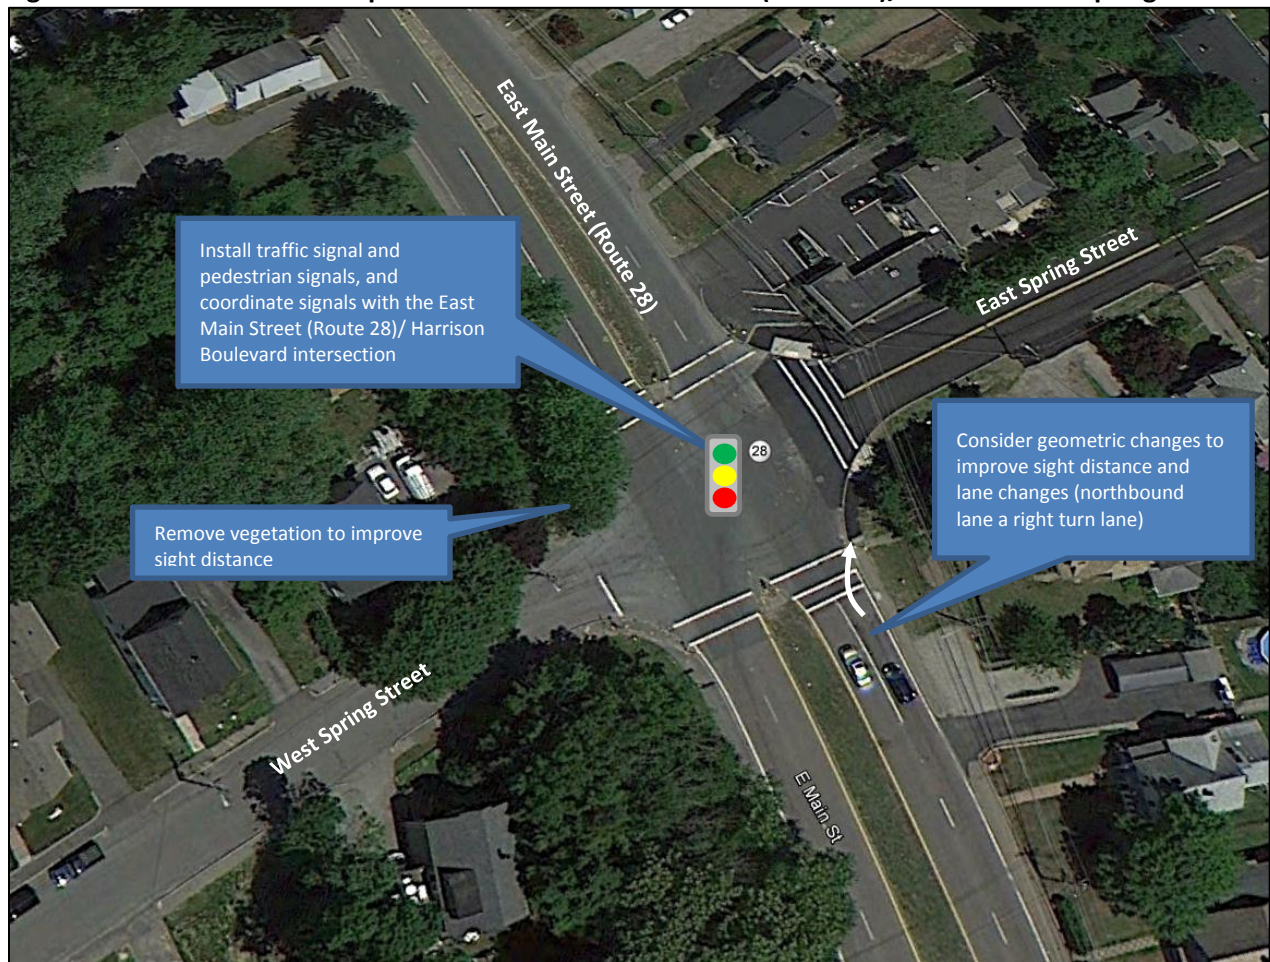 East Main Street (Route 28)
Install traffic signal and
pedestrian signals, and
coordinate signals with the East
Main Street (Route 28)/ Harrison
Boulevard intersection
East Spring Street
28
Consider geometric changes to
improve sight distance and
lane changes (northbound
lane a right turn lane)
Remove vegetation to improve
sight distance
West Spring Street
E Main St